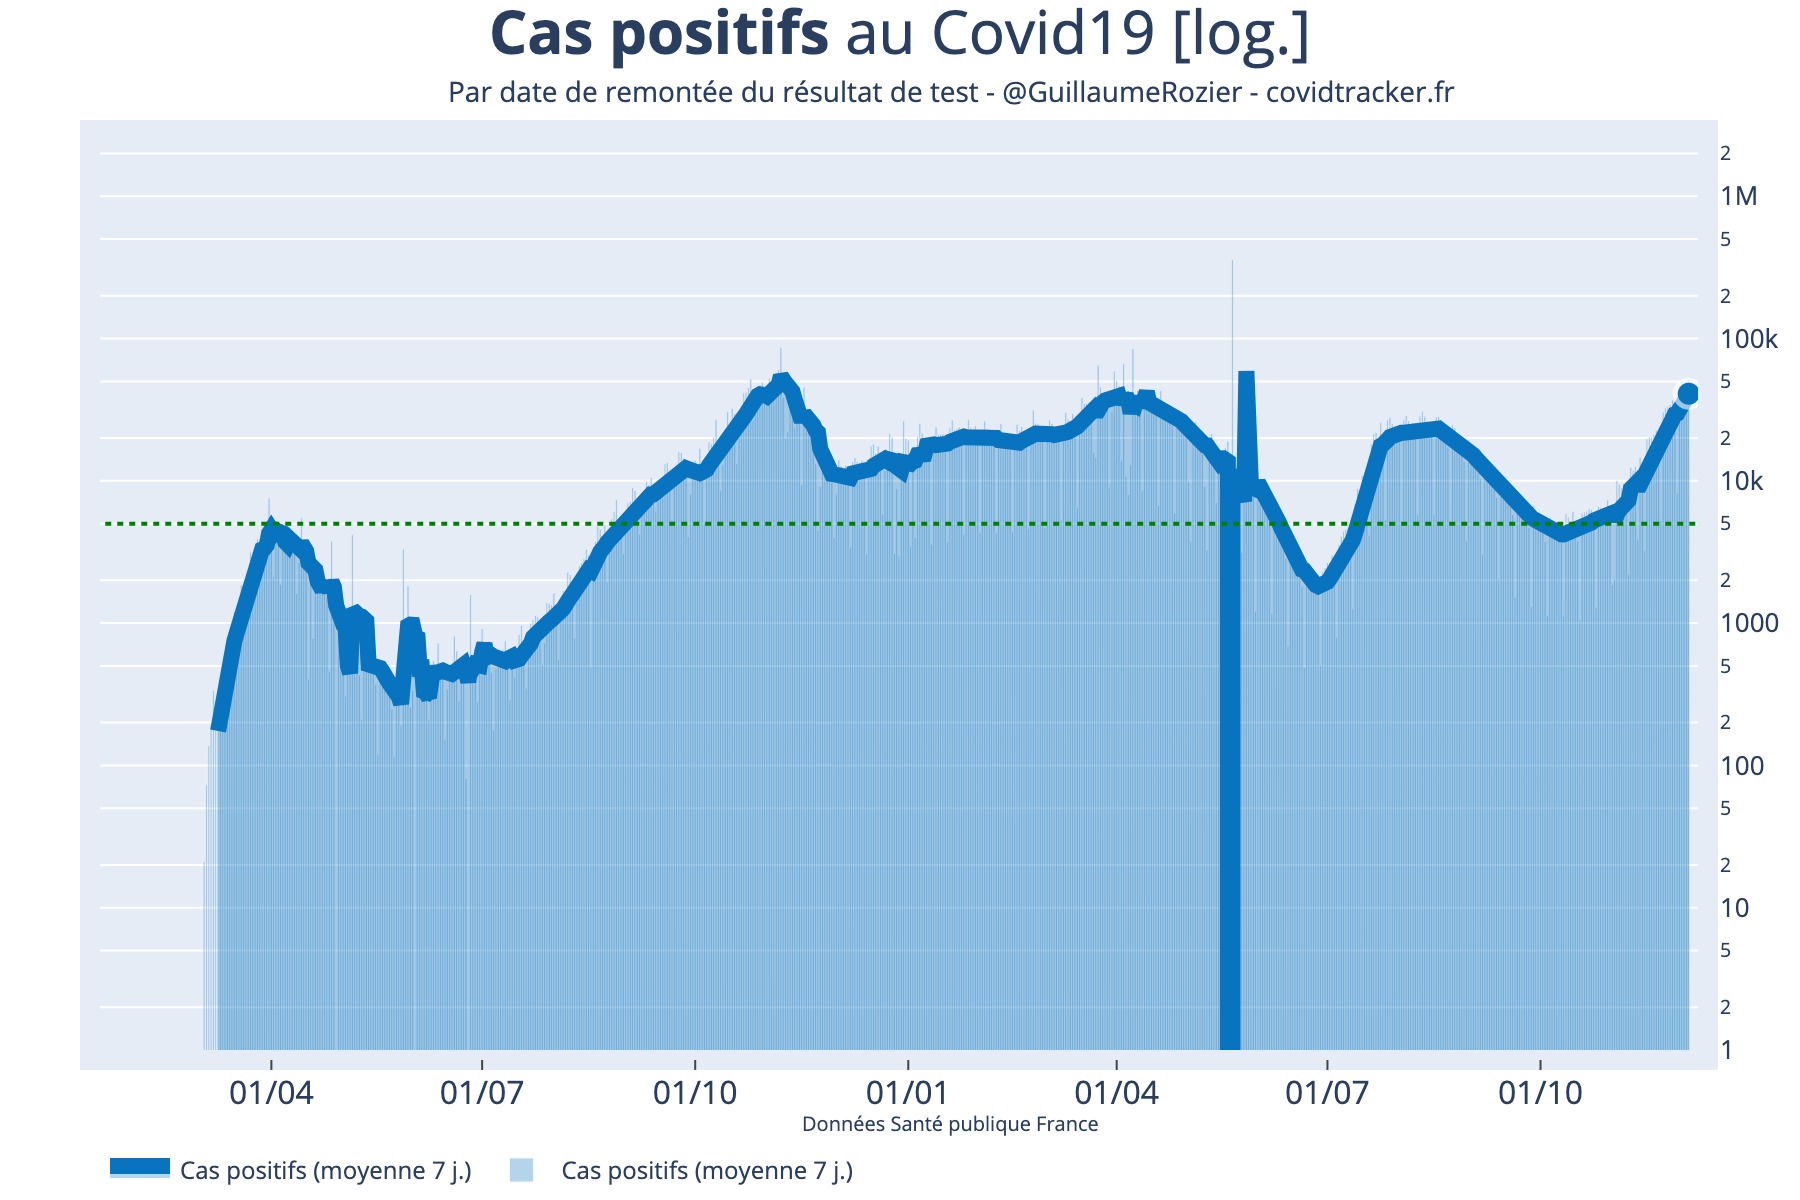 Cas positifs au Covid19 [log.]
Par date de remontée du résultat de test - @GuillaumeRozier - covidtracker.fr
2
1M
5
2
100k
5
2
10k
5
2
1000
5
2
100
5
2
10
5
2
1
01/04 01/07 01/10 01/01 01/04 01/07 01/10
Données Santé publique France
Cas positifs (moyenne 7 j.) Cas positifs (moyenne 7 j.)